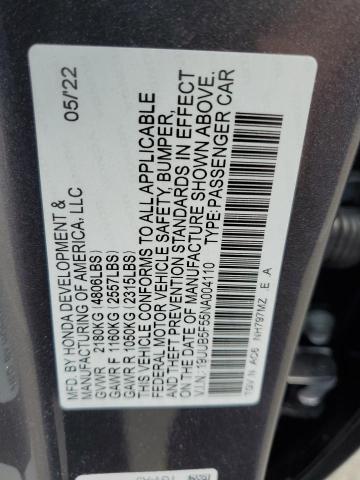 MFD. BY HONDA DEVELOPMENT & 05/22
MANUFACTURING OF AMERICA, LLC
GVWR 2180KG (4806LBS)
GAWR F 1160KG (2557LBS)
GAWR R 1050KG (2315LBS)
THIS VEHICLE CONFORMS TO ALL APPLICABLE
FEDERAL MOTOR VEHICLE SAFETY, BUMPER,
AND THEFT PREVENTION STANDARDS IN EFFECT
ON THE DATE OF MANUFACTURE SHOWN ABOVE.
V.I.N.: 19UUB5F55NA004110 TYPE:PASSENGER CAR
TGV N AC6 NH797MZ E A